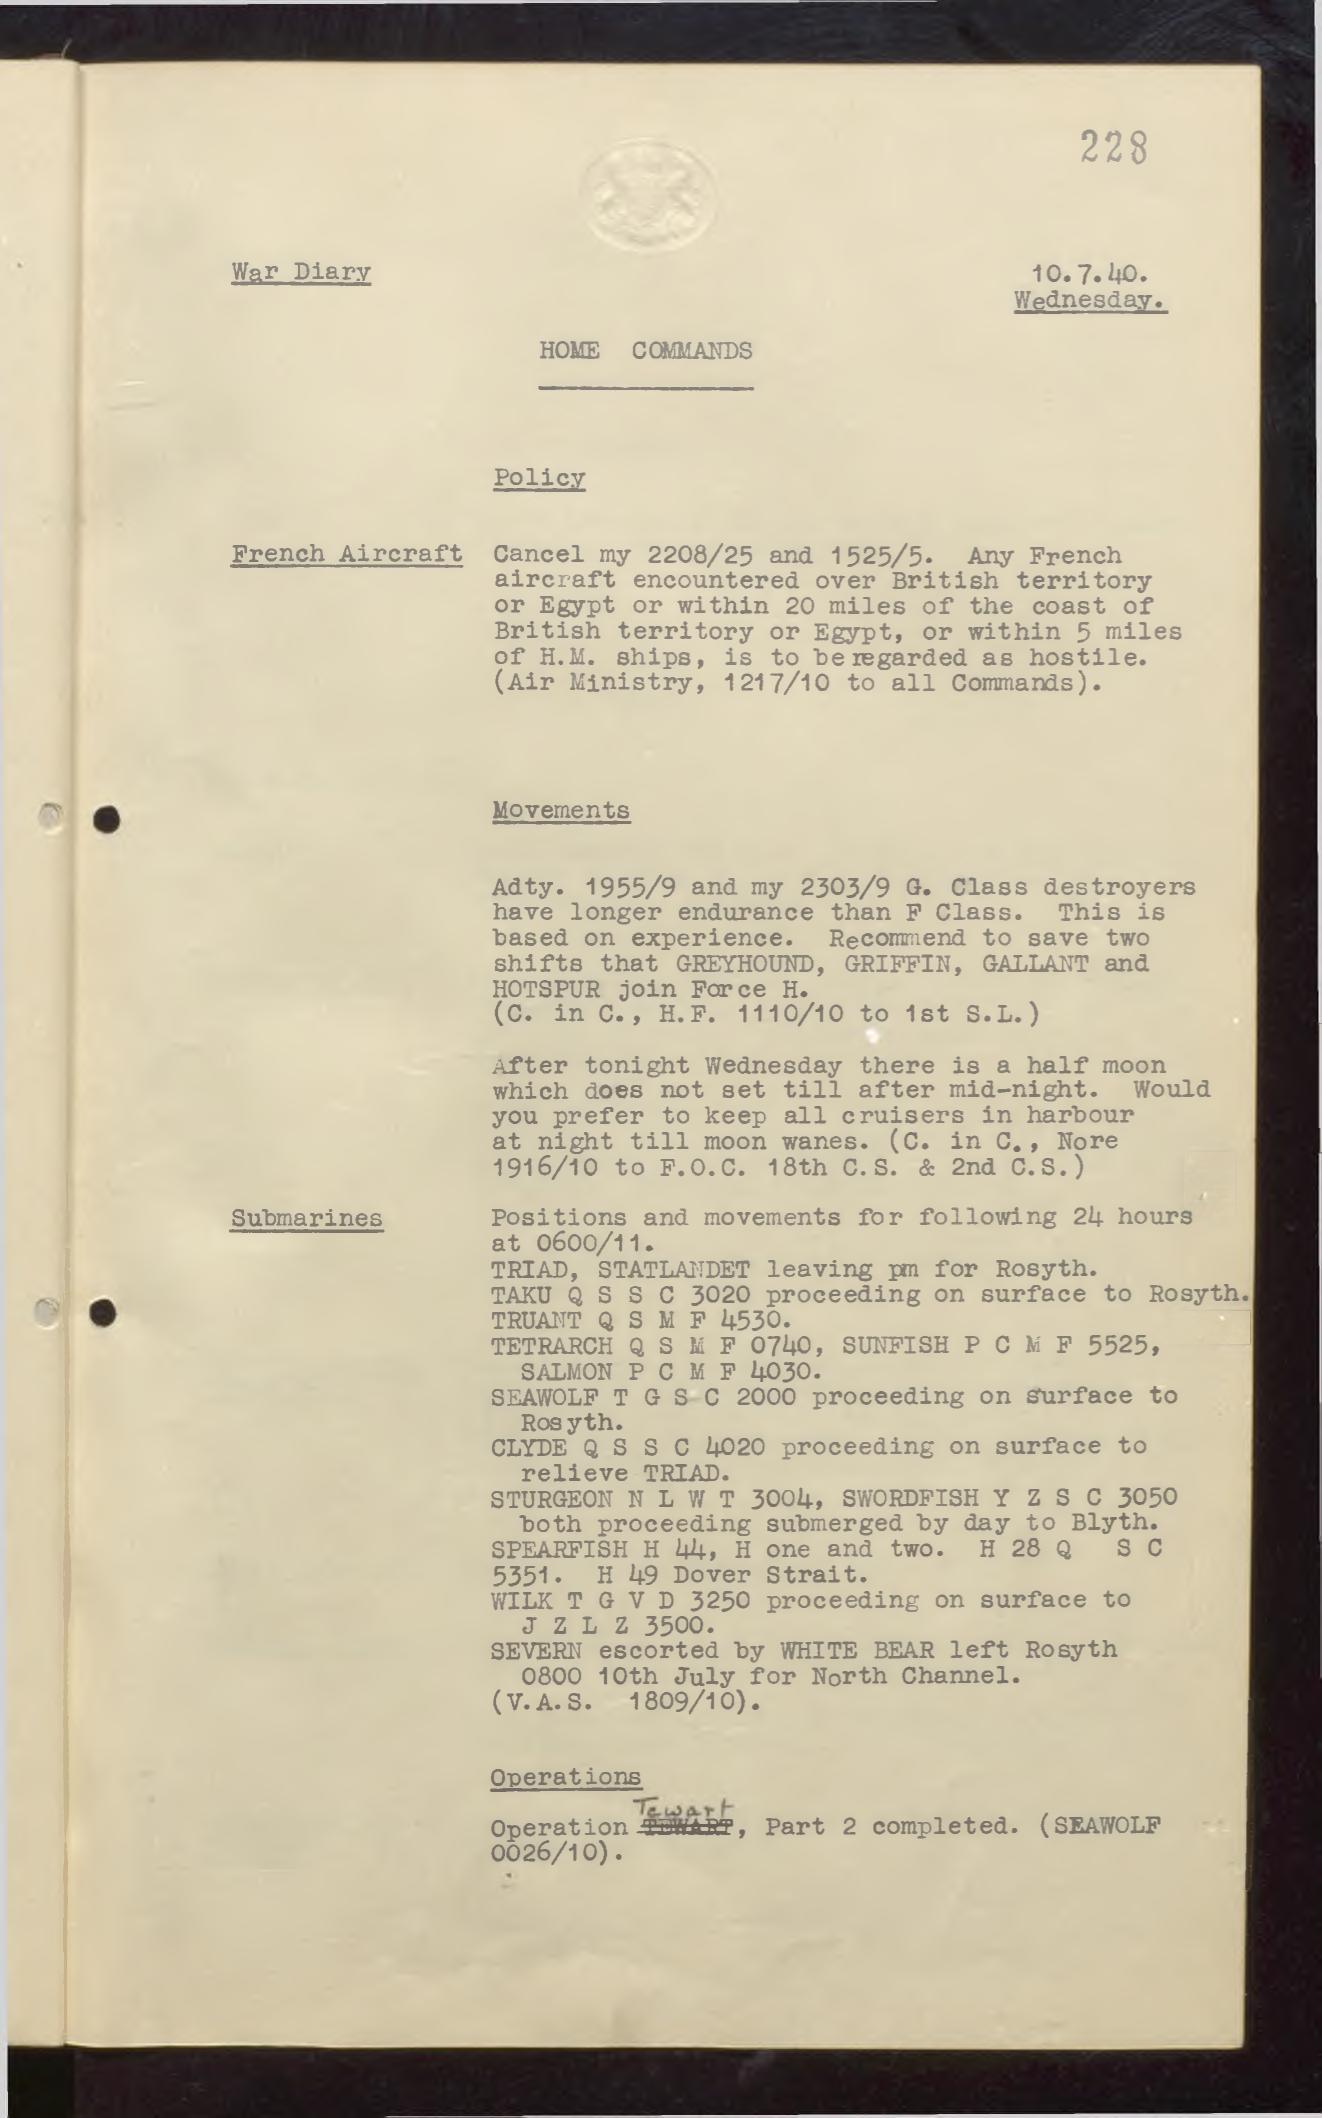 228
War Diary
10.7.40.
Wednesday.
HOME COMMANDS
Policy
French Aircraft
Cancel my 2208/25 and 1525/5. Any French
aircraft encountered over British territory
or Egypt or within 20 miles of the coast of
British territory or Egypt, or within 5 miles
of H.M. ships, is to be regarded as hostile.
(Air Ministry, 1217/10 to all Commands).
Movements
Adty. 1955/9 and my 2303/9 G. Class destroyers
have longer endurance than F Class. This is
based on experience. Recommend to save two
shifts that GREYHOUND, GRIFFIN, GALLANT and
HOTSPUR join Force H.
(C. in C., H.F. 1110/10 to 1st S.L.)
After tonight Wednesday there is a half moon
which does not set till after mid-night. Would
you prefer to keep all cruisers in harbour
at night till moon wanes. (C. in C., Nore
1916/10 to F.O.C. 18th C.S. & 2nd C.S.)
Submarines
Positions and movements for following 24 hours
at 0600/11.
TRIAD, STATLANDET leaving pm for Rosyth.
TAKU Q S S C 3020 proceeding on surface to Rosyth.
TRUANT Q S M F 4530.
TETRARCH Q S M F 0740, SUNFISH P C M F 5525,
SALMON P C M F 4030.
SEAWOLF T G S C 2000 proceeding on surface to
Rosyth.
CLYDE Q S S C 4020 proceeding on surface to
relieve TRIAD.
STURGEON N L W T 3004, SWORDFISH Y Z S C 3050
both proceeding submerged by day to Blyth.
SPEARFISH H 44, H one and two. H 28 Q S C
5351. H 49 Dover Strait.
WILK T G V D 3250 proceeding on surface to
J Z L Z 3500.
SEVERN escorted by WHITE BEAR left Rosyth
0800 10th July for North Channel.
(V.A.S. 1809/10).
Operations
Tewart
Operation TEWART, Part 2 completed. (SEAWOLF
0026/10).